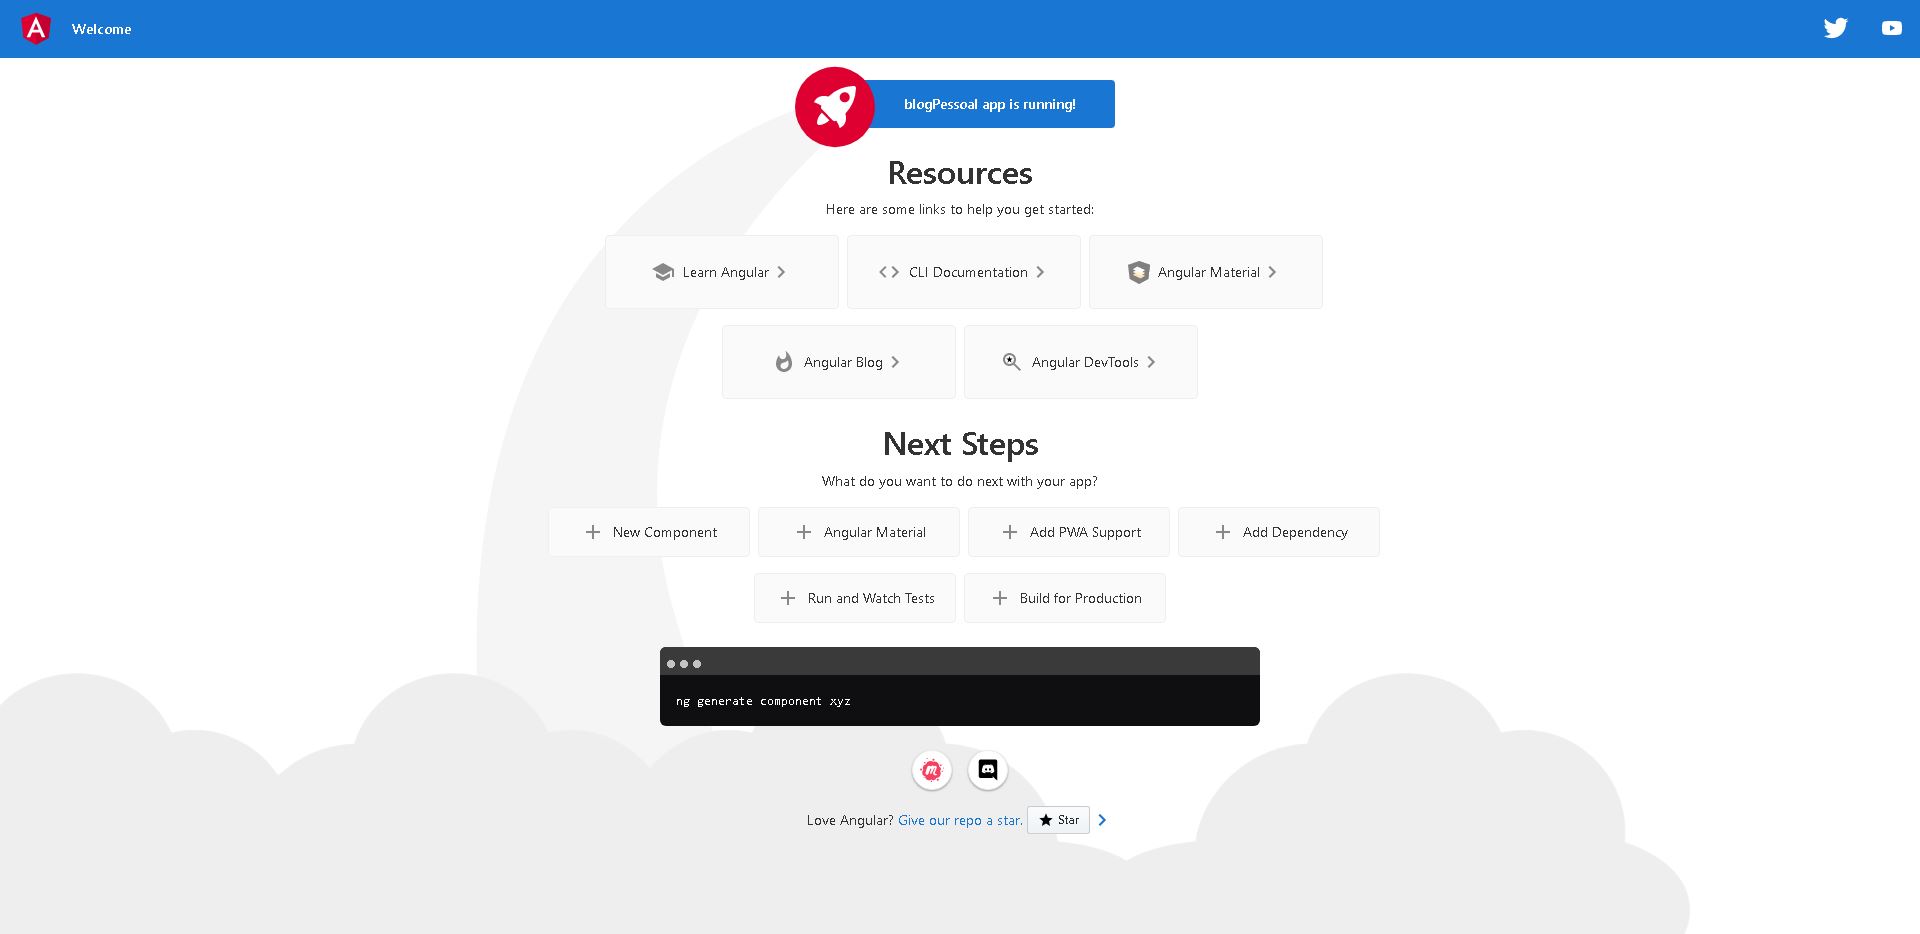 Welcome
blogPessoal app is running!
Resources
Here are some links to help you get started:
Learn Angular
CLI Documentation
Angular Material
Angular Blog
Angular DevTools
Next Steps
What do you want to do next with your app?
New Component
Angular Material
Add PWA Support
Add Dependency
Run and Watch Tests
Build for Production
ng generate component xyz
Love Angular? Give our repo a star. Star